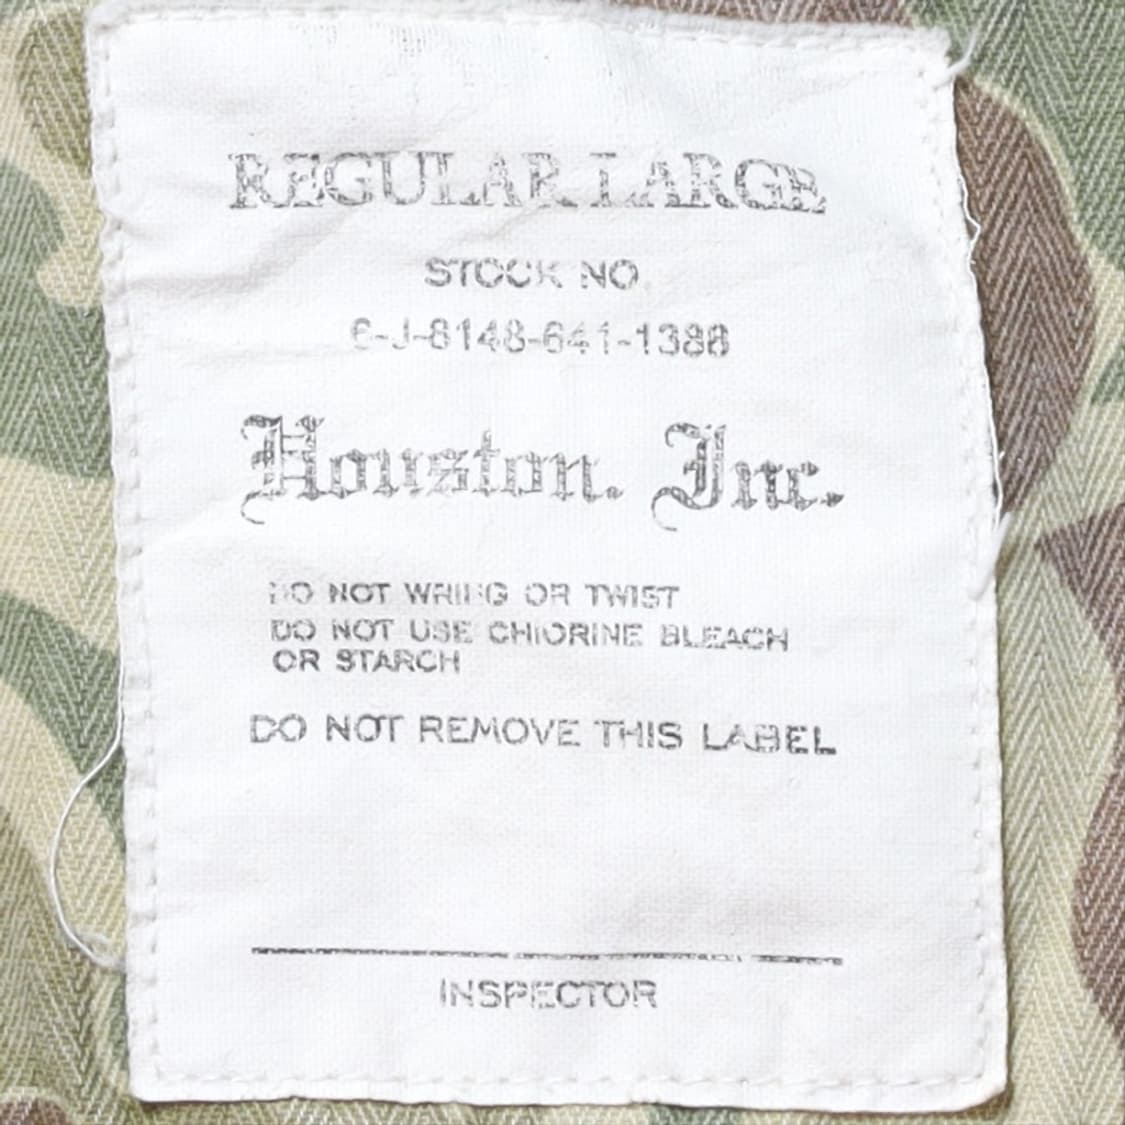 REGULAR LARGE
STOCK NO.
6-J-8148-641-1388
Houston. Inc.
DO NOT WRING OR TWIST
DO NOT USE CHLORINE BLEACH
OR STARCH
DO NOT REMOVE THIS LABEL
INSPECTOR